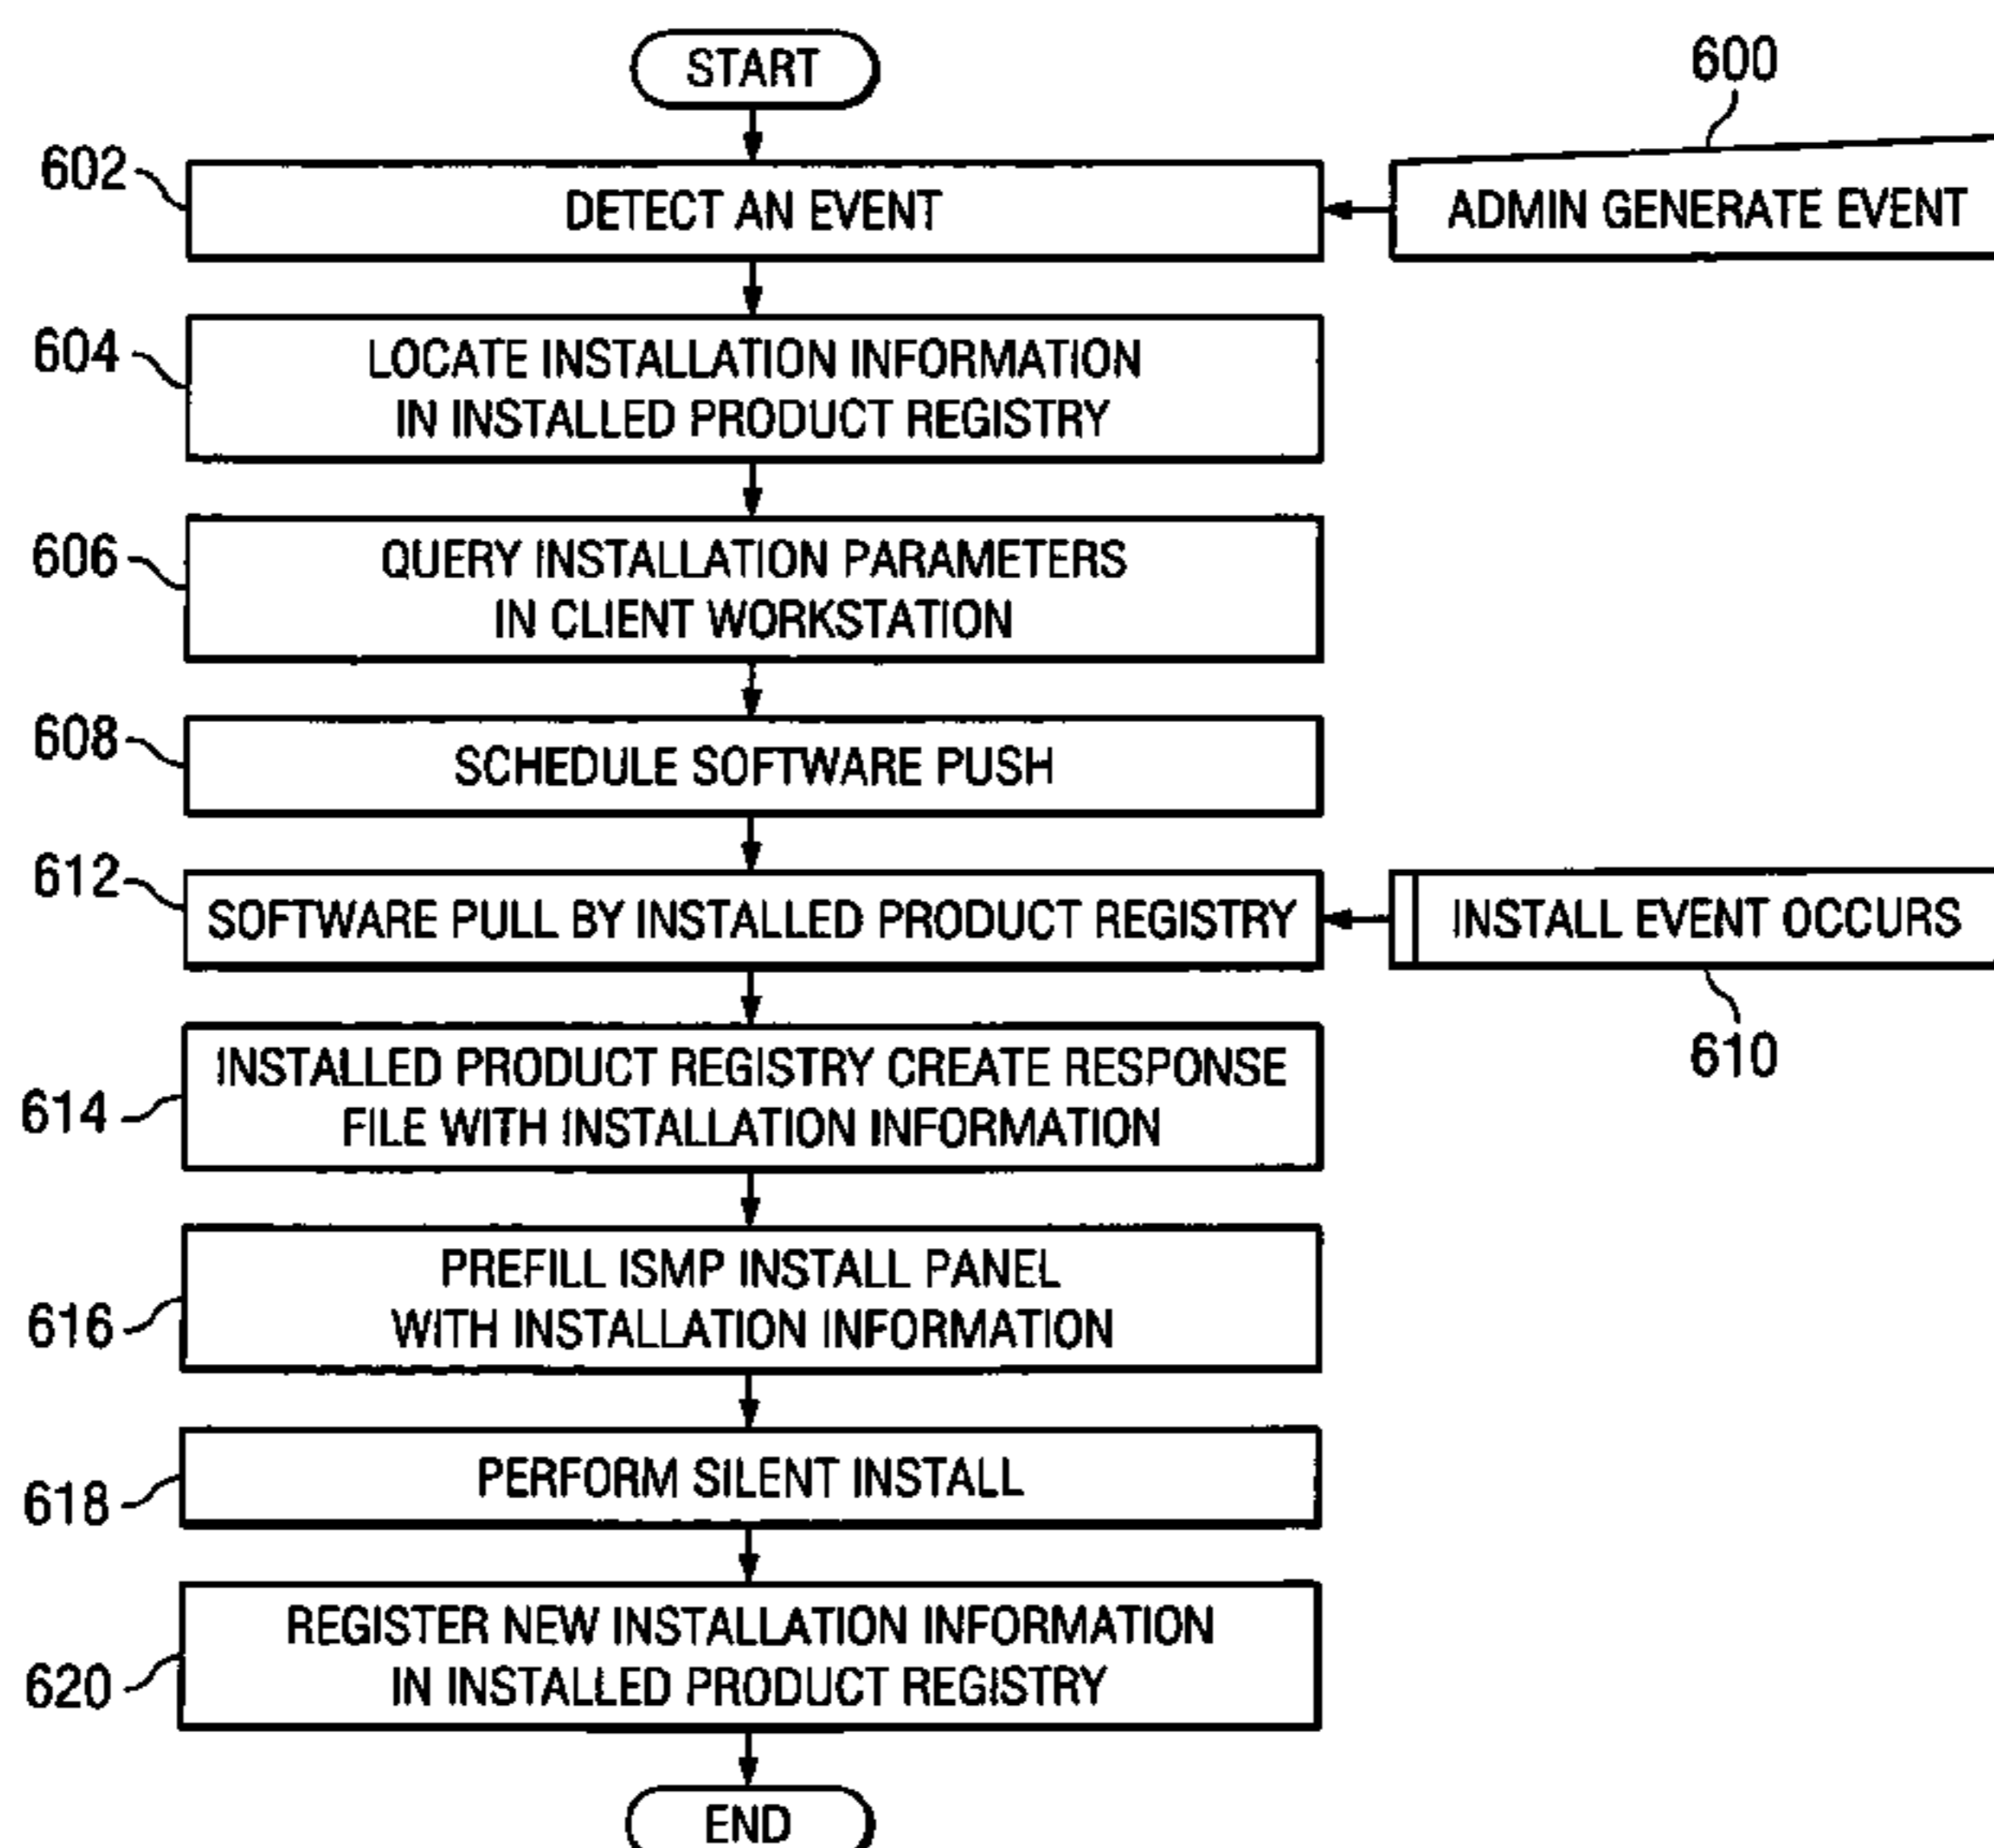 START
600
602
DETECT AN EVENT
ADMIN GENERATE EVENT
604
LOCATE INSTALLATION INFORMATION
IN INSTALLED PRODUCT REGISTRY
606
QUERY INSTALLATION PARAMETERS
IN CLIENT WORKSTATION
608
SCHEDULE SOFTWARE PUSH
612
SOFTWARE PULL BY INSTALLED PRODUCT REGISTRY
INSTALL EVENT OCCURS
610
614
INSTALLED PRODUCT REGISTRY CREATE RESPONSE
FILE WITH INSTALLATION INFORMATION
616
PREFILL ISMP INSTALL PANEL
WITH INSTALLATION INFORMATION
618
PERFORM SILENT INSTALL
620
REGISTER NEW INSTALLATION INFORMATION
IN INSTALLED PRODUCT REGISTRY
END